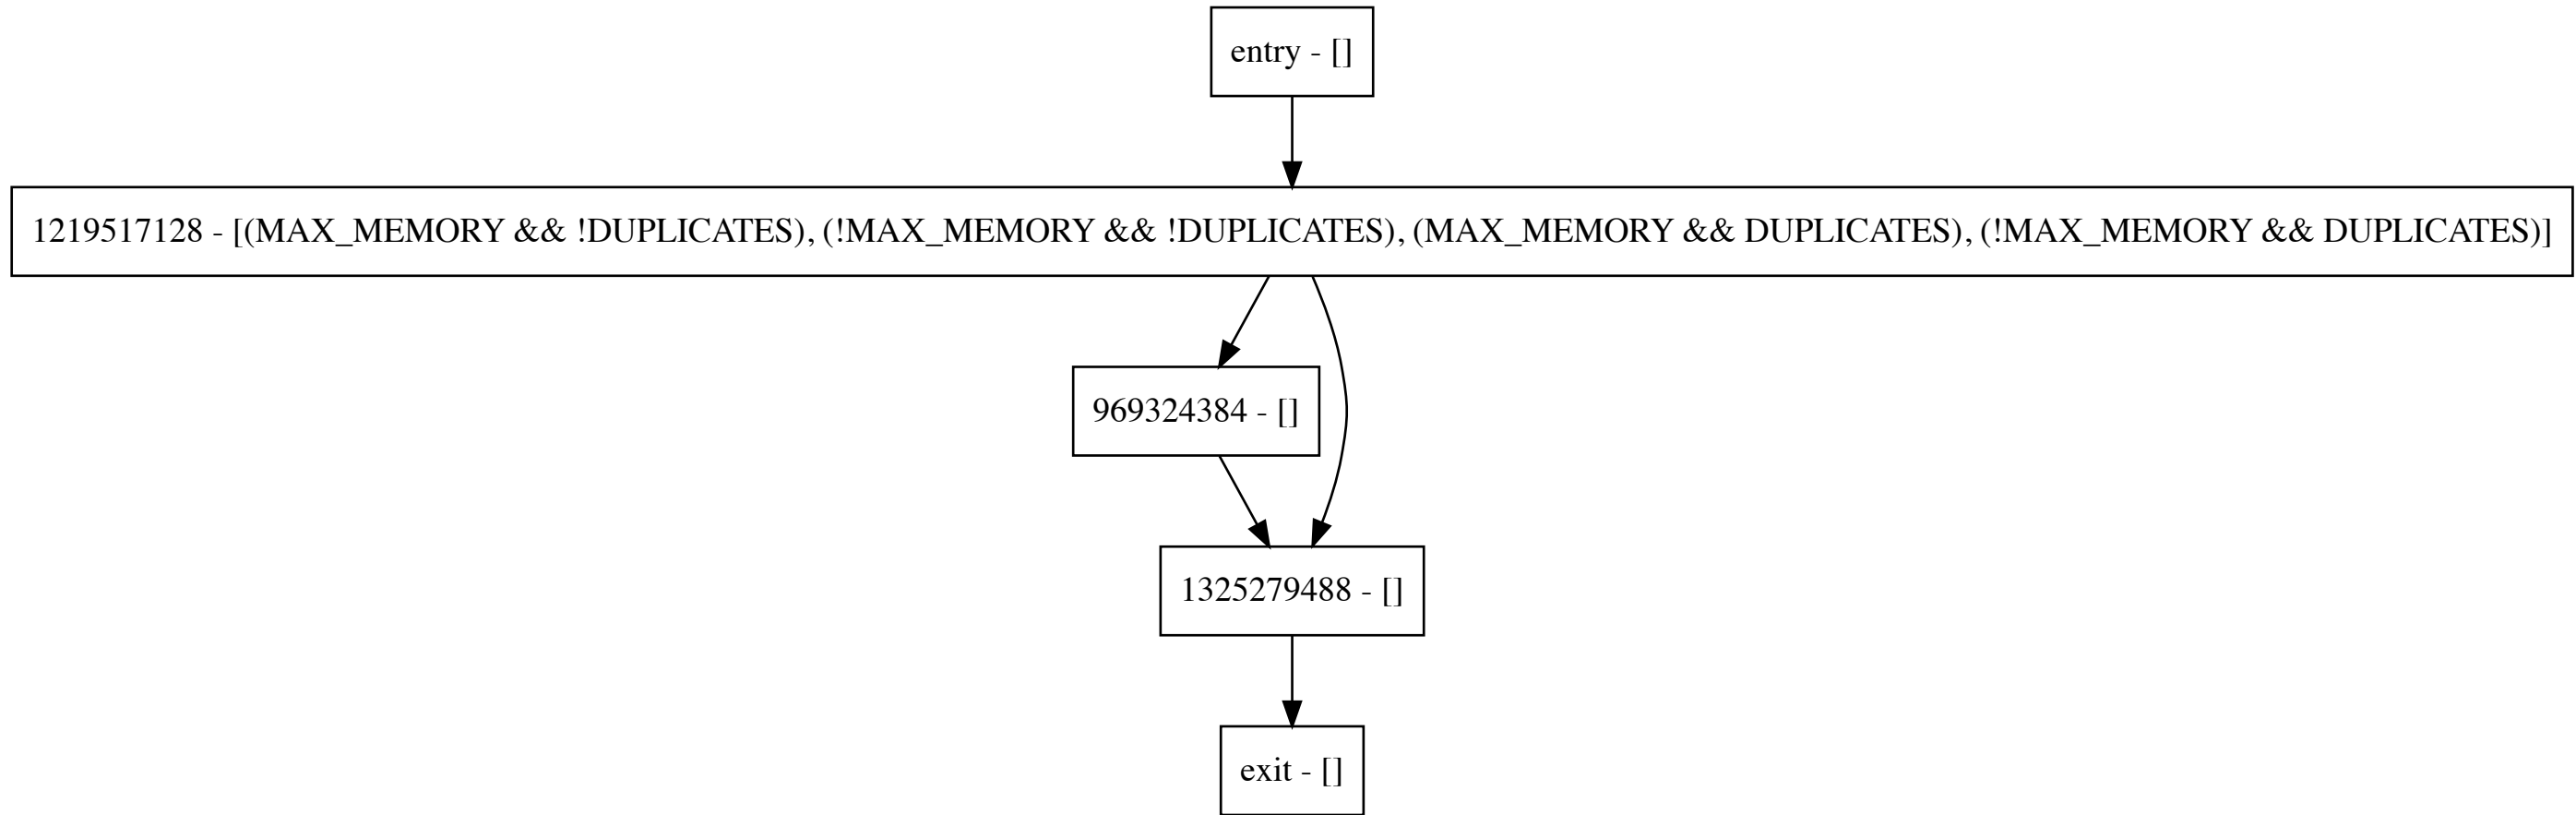 entry - []
1219517128 - [(MAX_MEMORY && !DUPLICATES), (!MAX_MEMORY && !DUPLICATES), (MAX_MEMORY && DUPLICATES), (!MAX_MEMORY && DUPLICATES)]
969324384 - []
1325279488 - []
exit - []